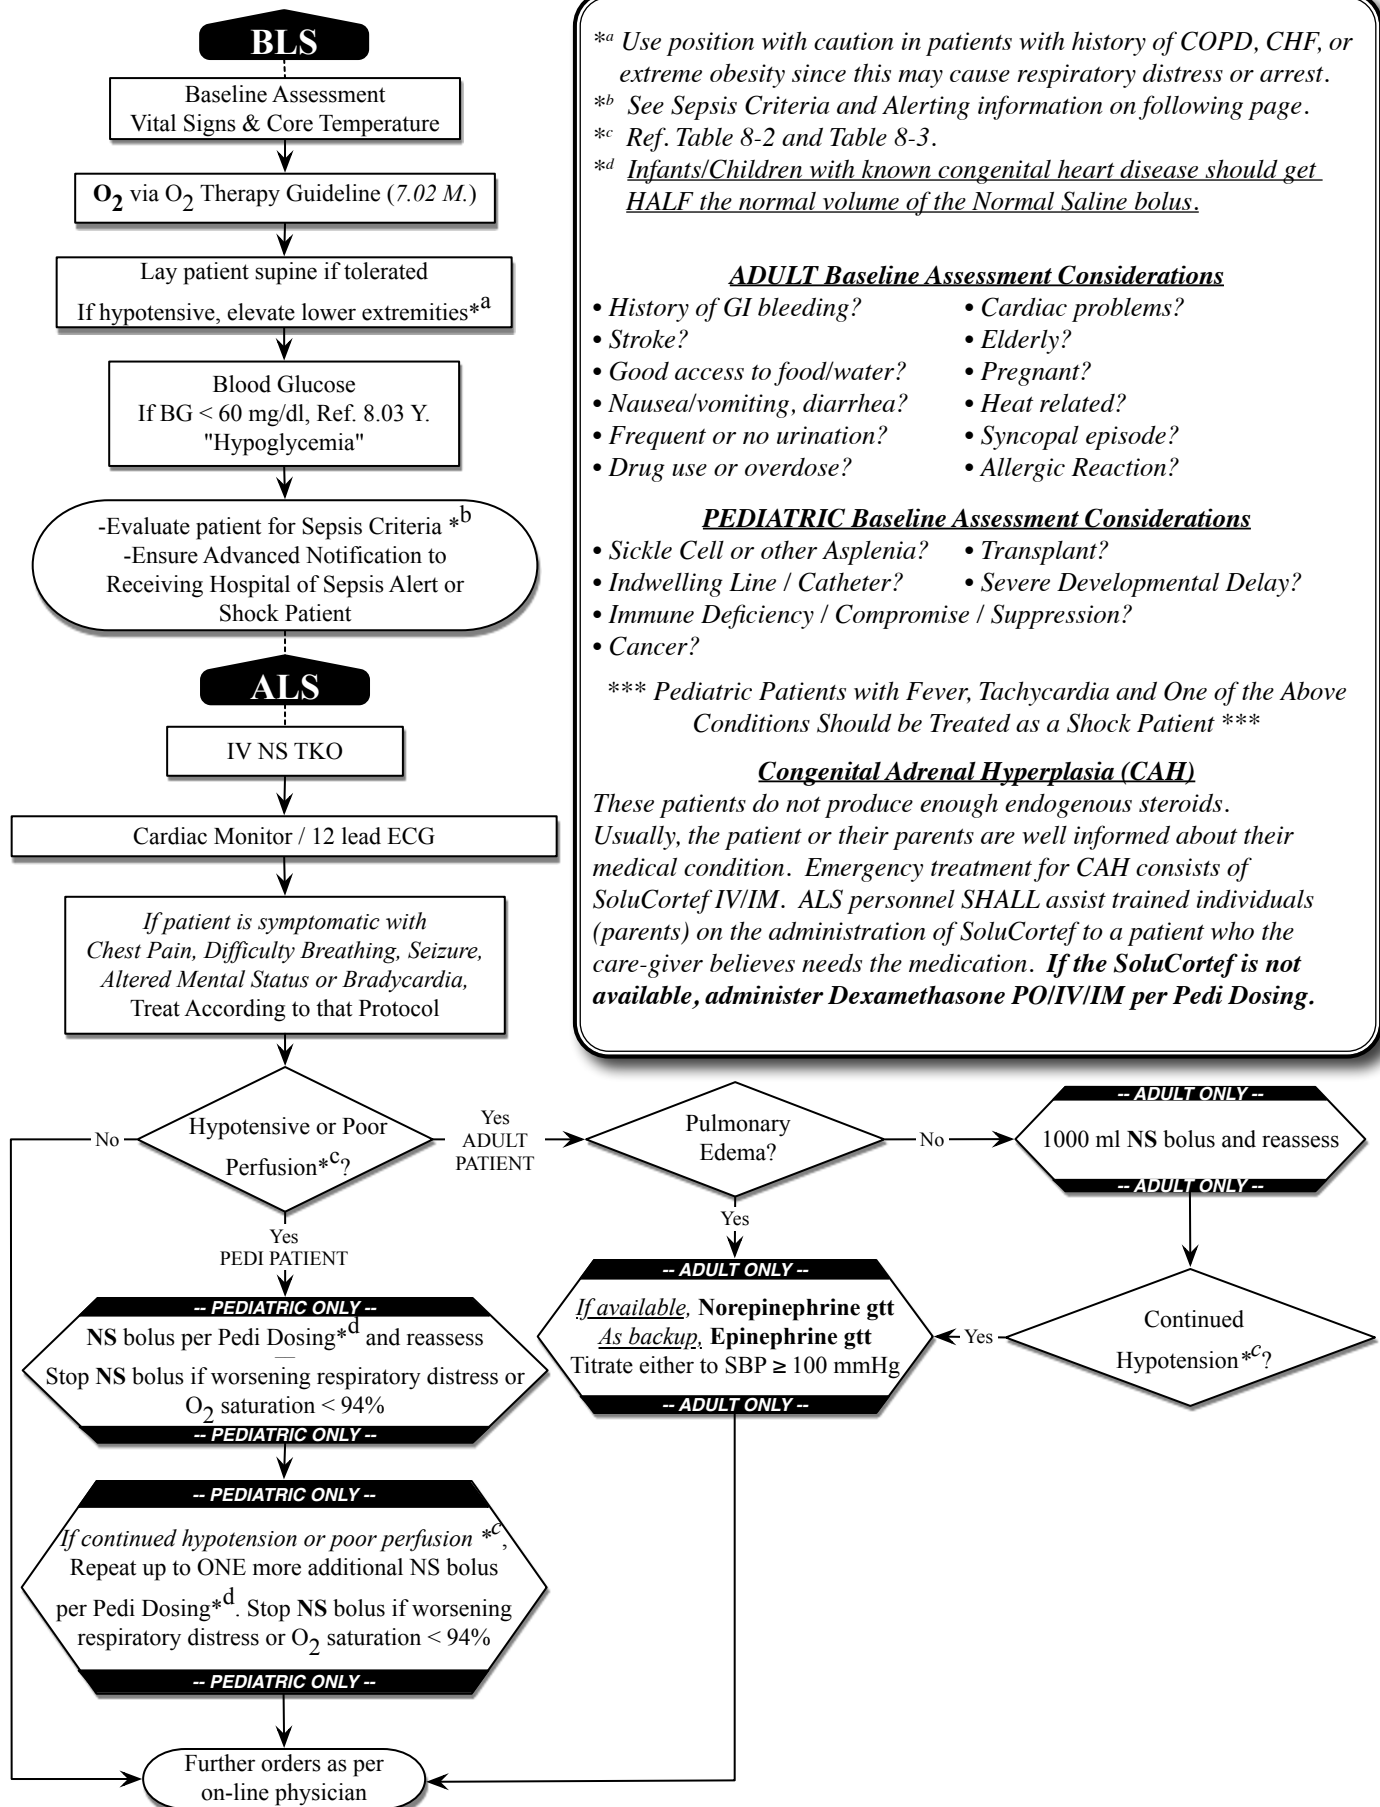 BLS
Baseline Assessment
Vital Signs & Core Temperature
O2 via O2 Therapy Guideline (7.02 M.)
Lay patient supine if tolerated
If hypotensive, elevate lower extremities*a
Blood Glucose
If BG < 60 mg/dl, Ref. 8.03 Y.
"Hypoglycemia"
-Evaluate patient for Sepsis Criteria *b
-Ensure Advanced Notification to
Receiving Hospital of Sepsis Alert or
Shock Patient
ALS
IV NS TKO
Cardiac Monitor / 12 lead ECG
If patient is symptomatic with
Chest Pain, Difficulty Breathing, Seizure,
Altered Mental Status or Bradycardia,
Treat According to that Protocol
*a Use position with caution in patients with history of COPD, CHF, or
extreme obesity since this may cause respiratory distress or arrest.
*b See Sepsis Criteria and Alerting information on following page.
*c Ref. Table 8-2 and Table 8-3.
*d Infants/Children with known congenital heart disease should get
HALF the normal volume of the Normal Saline bolus.
ADULT Baseline Assessment Considerations
• History of GI bleeding? • Cardiac problems?
• Stroke? • Elderly?
• Good access to food/water? • Pregnant?
• Nausea/vomiting, diarrhea? • Heat related?
• Frequent or no urination? • Syncopal episode?
• Drug use or overdose? • Allergic Reaction?
PEDIATRIC Baseline Assessment Considerations
• Sickle Cell or other Asplenia? • Transplant?
• Indwelling Line / Catheter? • Severe Developmental Delay?
• Immune Deficiency / Compromise / Suppression?
• Cancer?
*** Pediatric Patients with Fever, Tachycardia and One of the Above
Conditions Should be Treated as a Shock Patient ***
Congenital Adrenal Hyperplasia (CAH)
These patients do not produce enough endogenous steroids.
Usually, the patient or their parents are well informed about their
medical condition. Emergency treatment for CAH consists of
SoluCortef IV/IM. ALS personnel SHALL assist trained individuals
(parents) on the administration of SoluCortef to a patient who the
care-giver believes needs the medication. If the SoluCortef is not
available, administer Dexamethasone PO/IV/IM per Pedi Dosing.
No
Hypotensive or Poor
Perfusion*c?
Yes
ADULT
PATIENT
Pulmonary
Edema?
No
-- ADULT ONLY --
1000 ml NS bolus and reassess
-- ADULT ONLY --
Yes
PEDI PATIENT
Yes
-- PEDIATRIC ONLY --
NS bolus per Pedi Dosing*d and reassess
—
Stop NS bolus if worsening respiratory distress or
O2 saturation < 94%
-- PEDIATRIC ONLY --
-- ADULT ONLY --
If available, Norepinephrine gtt
As backup, Epinephrine gtt
Titrate either to SBP ≥ 100 mmHg
-- ADULT ONLY --
Yes
Continued
Hypotension*c?
-- PEDIATRIC ONLY --
If continued hypotension or poor perfusion *c,
Repeat up to ONE more additional NS bolus
per Pedi Dosing*d. Stop NS bolus if worsening
respiratory distress or O2 saturation < 94%
-- PEDIATRIC ONLY --
Further orders as per
on-line physician